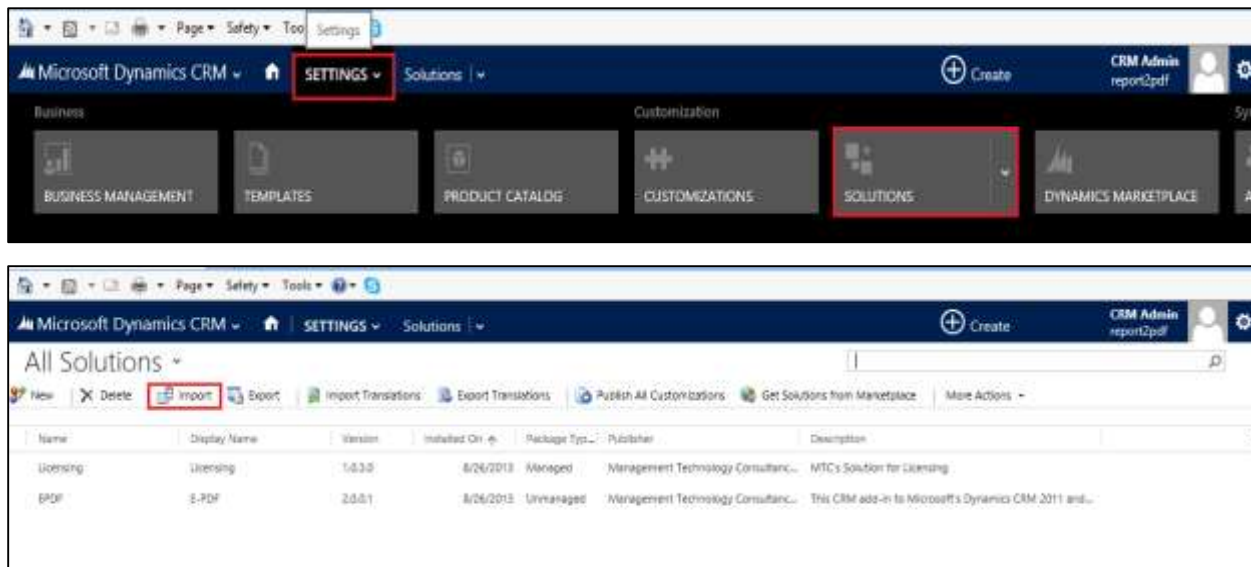 Page Safety Too Settings
Microsoft Dynamics CRM SETTINGS Solutions Create CRM Admin
report2pdf
Business Customization Sy
BUSINESS MANAGEMENT TEMPLATES PRODUCT CATALOG CUSTOMIZATIONS SOLUTIONS DYNAMICS MARKETPLACE A
Page Safety Tools
Microsoft Dynamics CRM SETTINGS Solutions Create CRM Admin
report2pdf
All Solutions
New Delete Import Export Import Translations Export Translations Publish All Customizations Get Solutions from Marketplace More Actions
Name Display Name Version Installed On Package Typ... Publisher Description
Licensing Licensing 1.0.3.0 8/26/2013 Managed Management Technology Consultanc... MTC's Solution for Licensing
EPDF E-PDF 2.0.0.1 8/26/2013 Unmanaged Management Technology Consultanc... This CRM add-in to Microsoft's Dynamics CRM 2011 and...